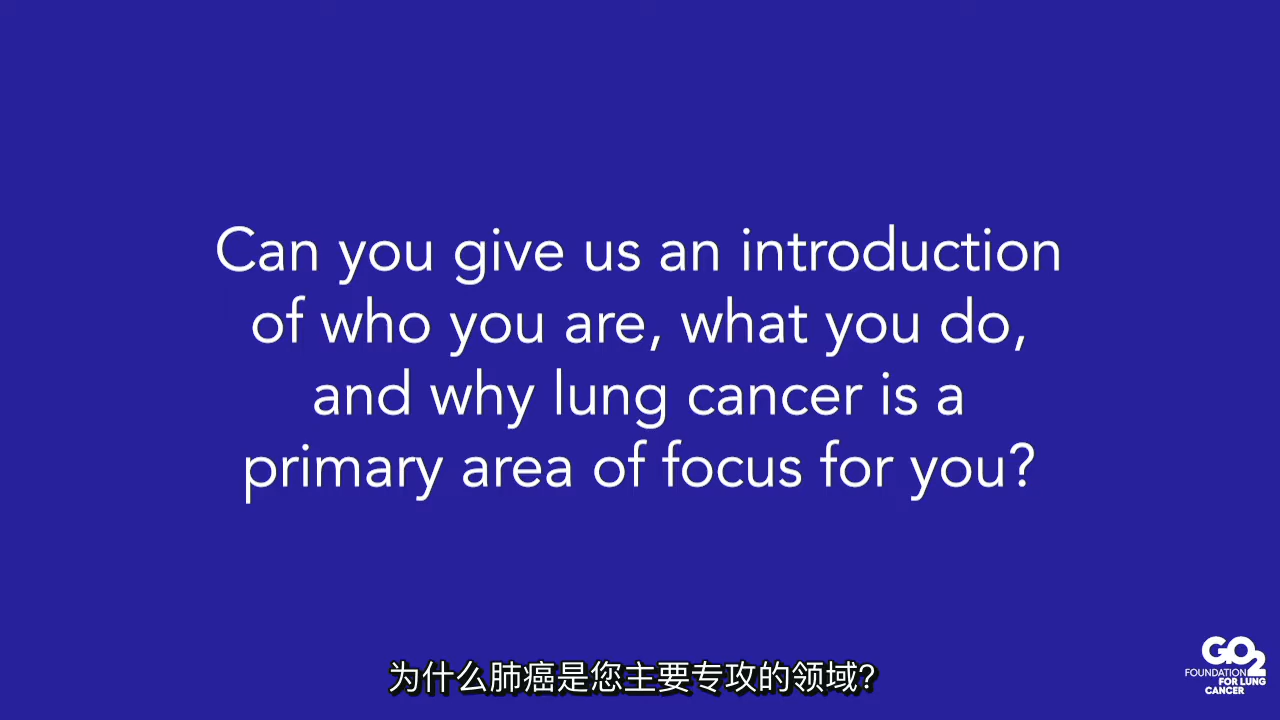 Can you give us an introduction
of who you are, what you do,
and why lung cancer is a
primary area of focus for you?
为什么肺癌是您主要专攻的领域?
GO2
FOUNDATION
FOR LUNG
CANCER